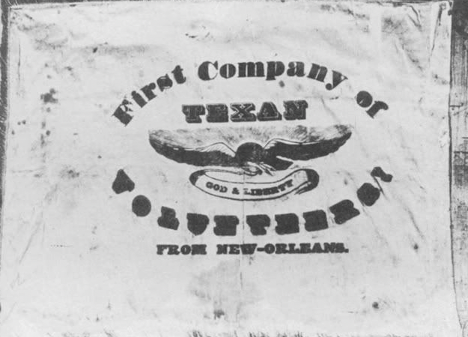 First Company of
TEXAN
GOD & LIBERTY
VOLUNTEERS!
FROM NEW-ORLEANS.